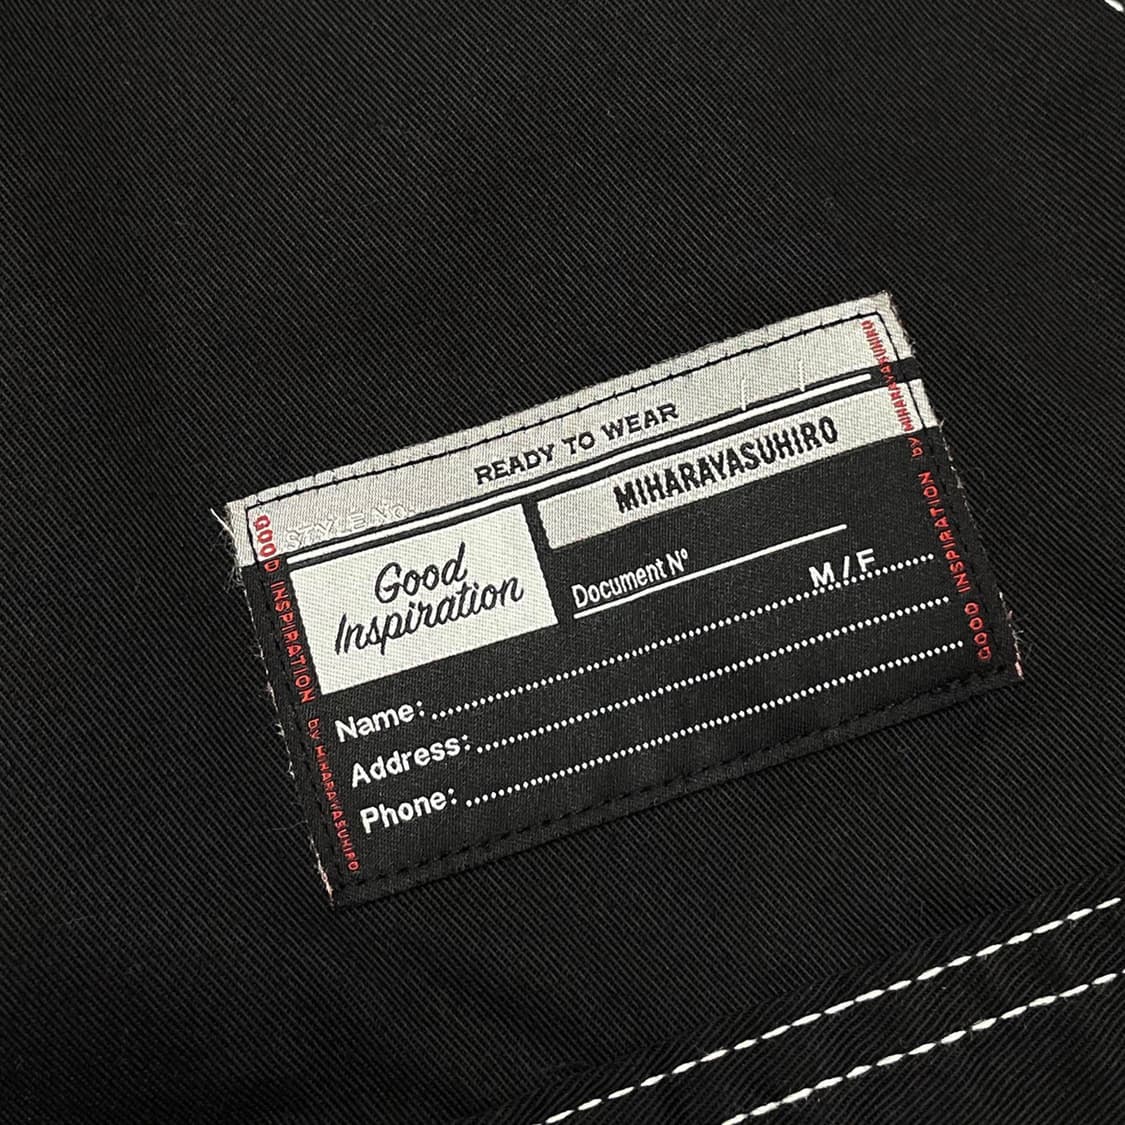 READY TO WEAR
STYLE No.
MIHARAYASUHIRO
Good
Inspiration
Document Nº
M / F
Name:
Address:
Phone:
GOOD INSPIRATION by MIHARAYASUHIRO
GOOD INSPIRATION by MIHARAYASUHIRO